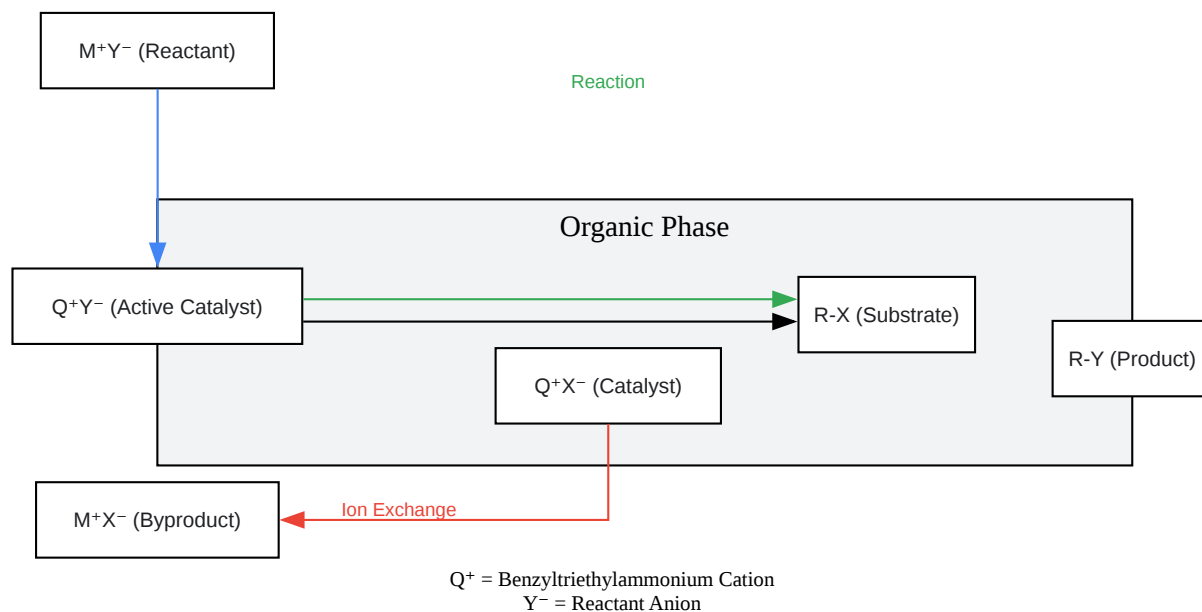 M⁺Y⁻ (Reactant)
Reaction
Organic Phase
Q⁺Y⁻ (Active Catalyst)
R-X (Substrate)
R-Y (Product)
Q⁺X⁻ (Catalyst)
M⁺X⁻ (Byproduct)
Ion Exchange
Q⁺ = Benzyltriethylammonium Cation
Y⁻ = Reactant Anion